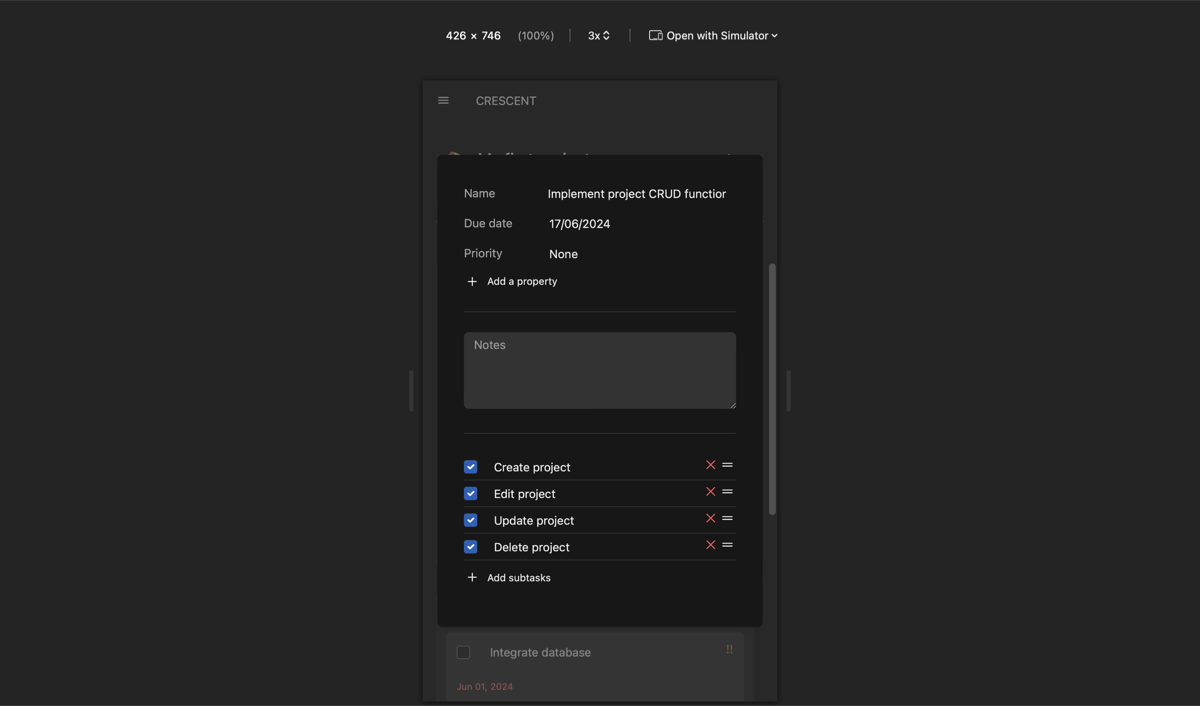 426 × 746 (100%) 3x Open with Simulator
CRESCENT
Name Implement project CRUD functior
Due date 17/06/2024
Priority None
Add a property
Notes
Create project
Edit project
Update project
Delete project
Add subtasks
Integrate database !!
Jun 01, 2024